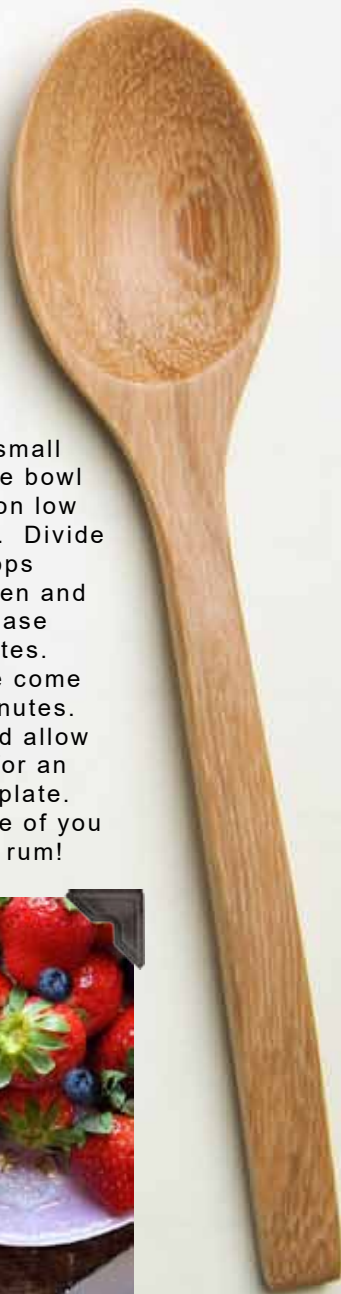 small
e bowl
on low
. Divide
ops
en and
ase
tes.
e come
nutes.
d allow
or an
plate.
e of you
rum!